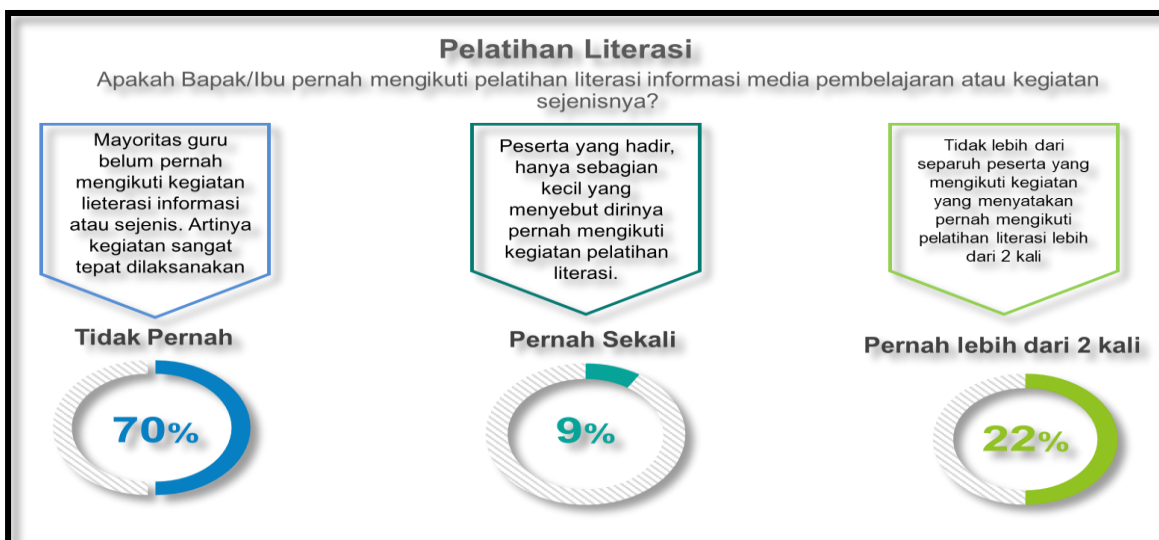 Pelatihan Literasi
Apakah Bapak/Ibu pernah mengikuti pelatihan literasi informasi media pembelajaran atau kegiatan
sejenisnya?
Mayoritas guru
belum pernah
mengikuti kegiatan
lieterasi informasi
atau sejenis. Artinya
kegiatan sangat
tepat dilaksanakan
Tidak Pernah
70%
Peserta yang hadir,
hanya sebagian
kecil yang
menyebut dirinya
pernah mengikuti
kegiatan pelatihan
literasi.
Pernah Sekali
9%
Tidak lebih dari
separuh peserta yang
mengikuti kegiatan
yang menyatakan
pernah mengikuti
pelatihan literasi lebih
dari 2 kali
Pernah lebih dari 2 kali
22%